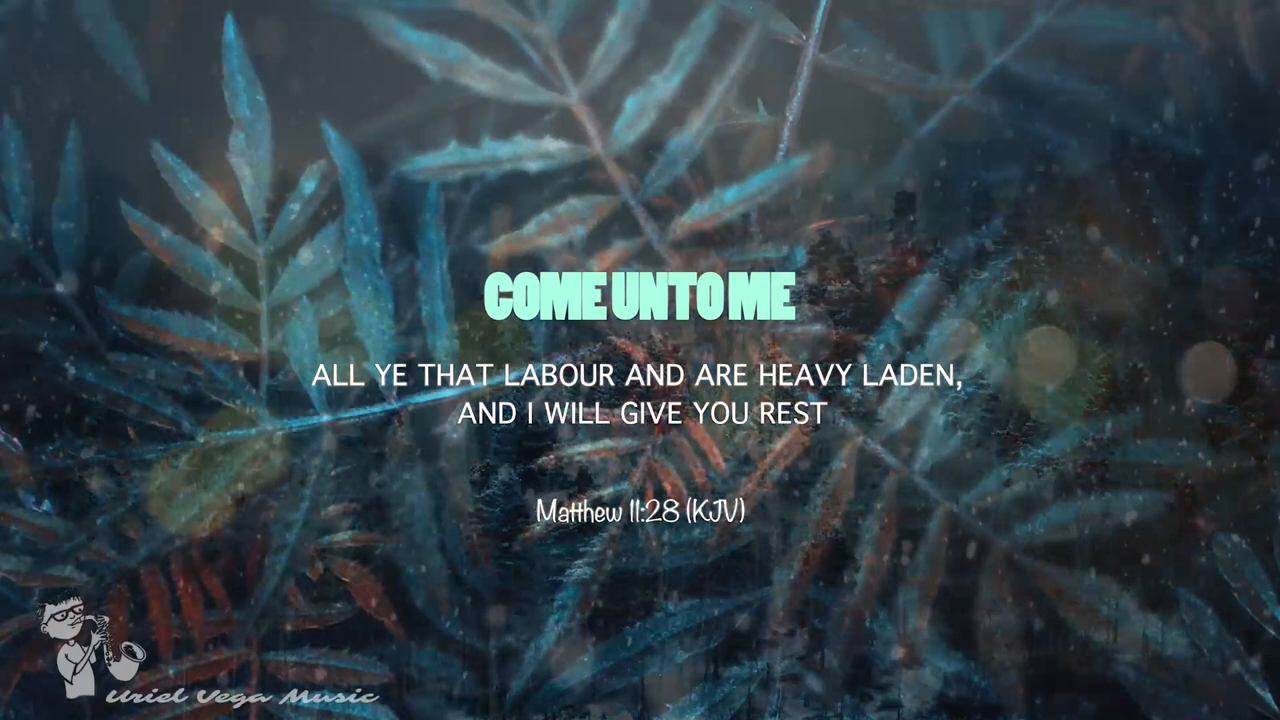 COME UNTO ME
ALL YE THAT LABOUR AND ARE HEAVY LADEN,
AND I WILL GIVE YOU REST
Matthew 11:28 (KJV)
Uriel Vega Music